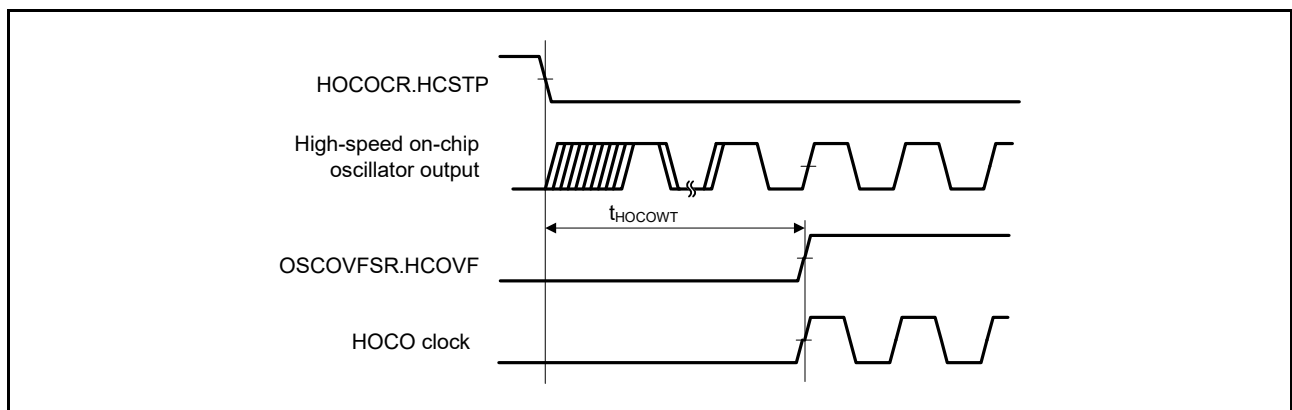 HOCOCR.HCSTP
High-speed on-chip
oscillator output
tHOCOWT
OSCOVFSR.HCOVF
HOCO clock